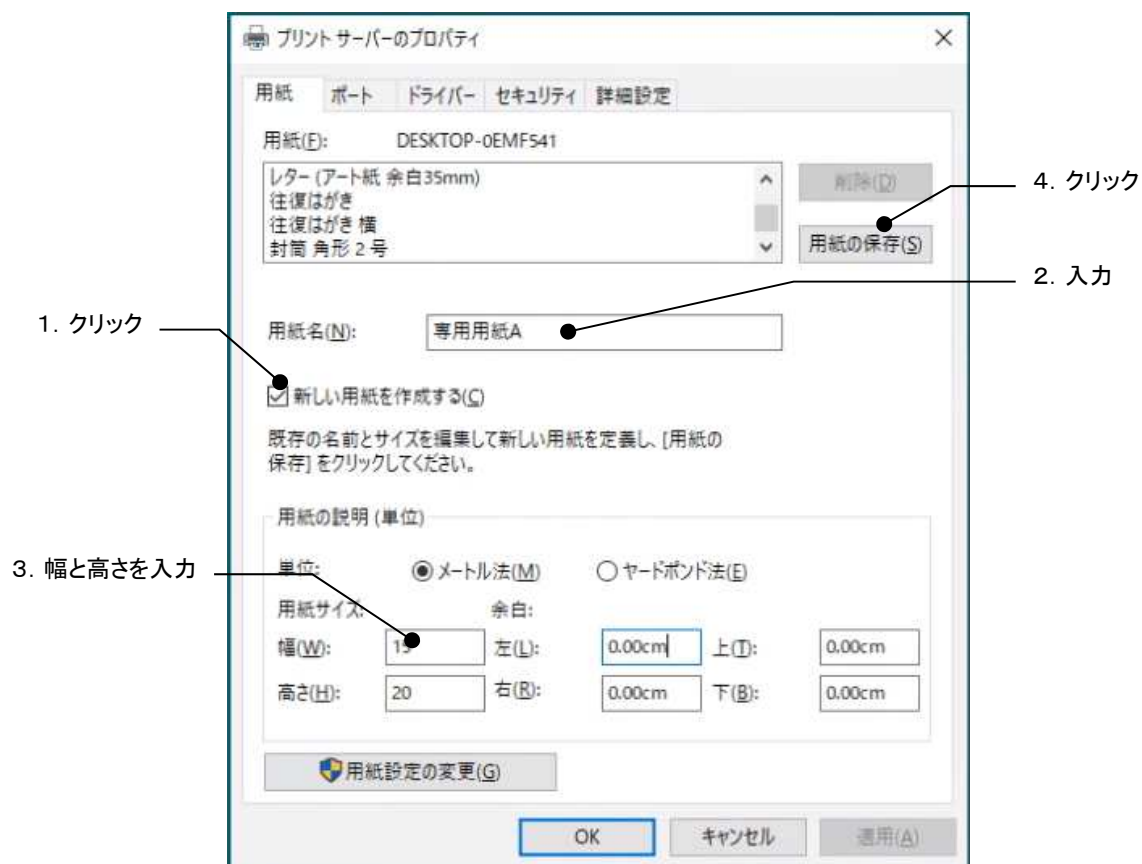 プリント サーバーのプロパティ
用紙 ポート ドライバー セキュリティ 詳細設定
用紙(F): DESKTOP-0EMF541
レター (アート紙 余白35mm)
往復はがき
往復はがき 横
封筒 角形 2 号
削除(D)
用紙の保存(S)
4. クリック
2. 入力
1. クリック
用紙名(N): 専用用紙A
新しい用紙を作成する(C)
既存の名前とサイズを編集して新しい用紙を定義し、[用紙の
保存] をクリックしてください。
用紙の説明 (単位)
3. 幅と高さを入力
単位: メートル法(M) ヤードポンド法(E)
用紙サイズ: 余白:
幅(W): 左(L): 0.00cm 上(T): 0.00cm
高さ(H): 20 右(R): 0.00cm 下(B): 0.00cm
用紙設定の変更(G)
OK キャンセル 適用(A)